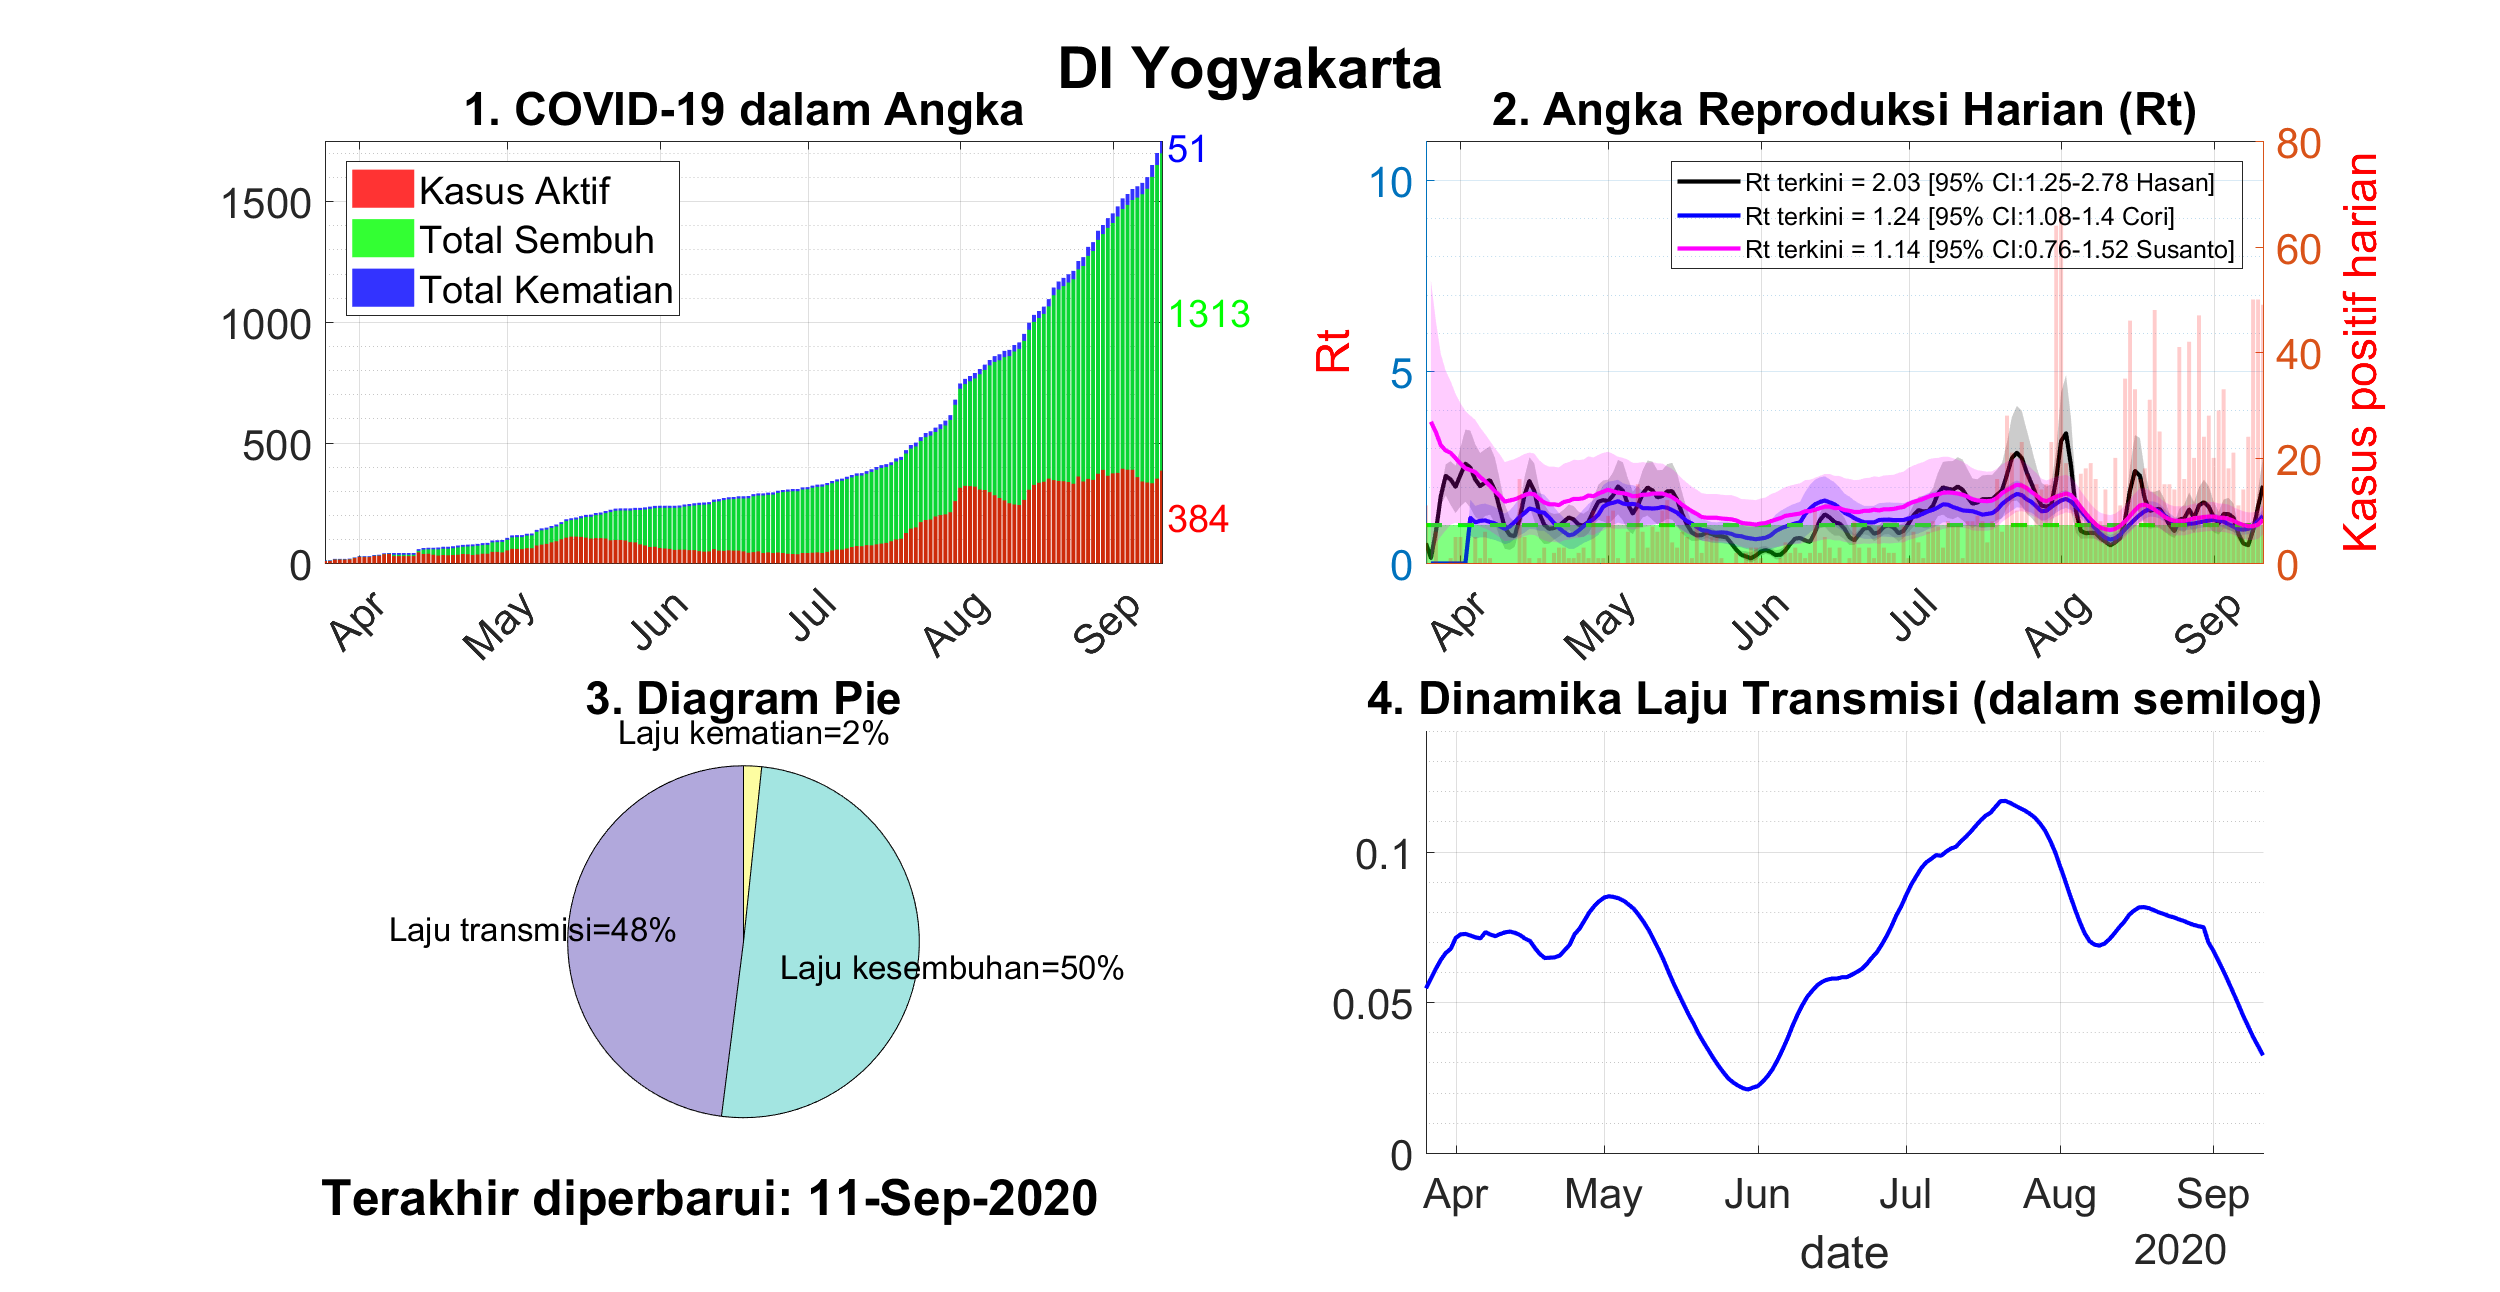 DI Yogyakarta
1. COVID-19 dalam Angka
Kasus Aktif
Total Sembuh
Total Kematian
1500
1000
500
0
51
1313
384
Apr
May
Jun
Jul
Aug
Sep
2. Angka Reproduksi Harian (Rt)
Rt terkini = 2.03 [95% CI:1.25-2.78 Hasan]
Rt terkini = 1.24 [95% CI:1.08-1.4 Cori]
Rt terkini = 1.14 [95% CI:0.76-1.52 Susanto]
Rt
10
5
0
80
60
40
20
0
Kasus positif harian
Apr
May
Jun
Jul
Aug
Sep
3. Diagram Pie
Laju kematian=2%
Laju transmisi=48%
Laju kesembuhan=50%
Terakhir diperbarui: 11-Sep-2020
4. Dinamika Laju Transmisi (dalam semilog)
0.1
0.05
0
Apr
May
Jun
Jul
Aug
Sep
date
2020